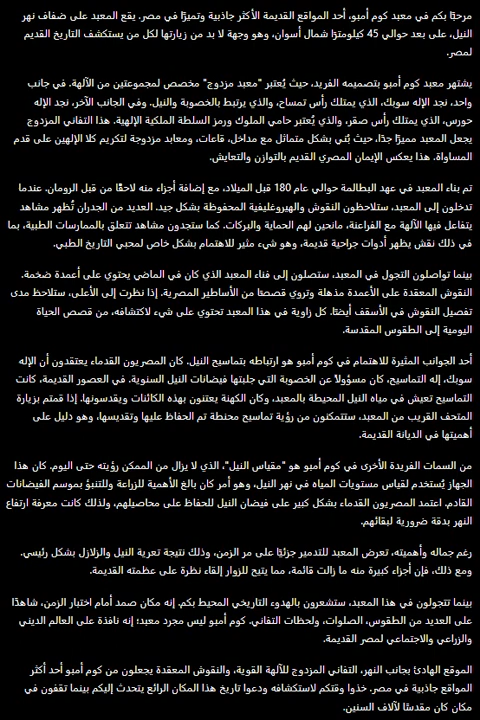 مرحبًا بكم في معبد كوم أمبو، أحد المواقع القديمة الأكثر جاذبية وتميزًا في مصر. يقع المعبد على ضفاف نهر
النيل، على بعد حوالي 45 كيلومترًا شمال أسوان، وهو وجهة لا بد من زيارتها لكل من يستكشف التاريخ القديم
لمصر.
يشتهر معبد كوم أمبو بتصميمه الفريد، حيث يُعتبر "معبد مزدوج" مخصص لمجموعتين من الآلهة. في جانب
واحد، نجد الإله سوبك، الذي يمتلك رأس تمساح، والذي يرتبط بالخصوبة والنيل. وفي الجانب الآخر، نجد الإله
حورس، الذي يمتلك رأس صقر، والذي يُعتبر حامي الملوك ورمز السلطة الملكية الإلهية. هذا التفاني المزدوج
يجعل المعبد مميزًا جدًا، حيث بُني بشكل متماثل مع مداخل، قاعات، ومعابد مزدوجة لتكريم كلا الإلهين على قدم
المساواة. هذا يعكس الإيمان المصري القديم بالتوازن والتعايش.
تم بناء المعبد في عهد البطالمة حوالي عام 180 قبل الميلاد، مع إضافة أجزاء منه لاحقًا من قبل الرومان. عندما
تدخلون إلى المعبد، ستلاحظون النقوش والهيروغليفية المحفوظة بشكل جيد. العديد من الجدران تُظهر مشاهد
يتفاعل فيها الآلهة مع الفراعنة، مانحين لهم الحماية والبركات. كما ستجدون مشاهد تتعلق بالممارسات الطبية، بما
في ذلك نقش يظهر أدوات جراحية قديمة، وهو شيء مثير للاهتمام بشكل خاص لمحبي التاريخ الطبي.
بينما تواصلون التجول في المعبد، ستصلون إلى فناء المعبد الذي كان في الماضي يحتوي على أعمدة ضخمة.
النقوش المعقدة على الأعمدة مذهلة وتروي قصصًا من الأساطير المصرية. إذا نظرت إلى الأعلى، ستلاحظ مدى
تفصيل النقوش في الأسقف أيضًا. كل زاوية في هذا المعبد تحتوي على شيء لاكتشافه، من قصص الحياة
اليومية إلى الطقوس المقدسة.
أحد الجوانب المثيرة للاهتمام في كوم أمبو هو ارتباطه بتماسيح النيل. كان المصريون القدماء يعتقدون أن الإله
سوبك، إله التماسيح، كان مسؤولاً عن الخصوبة التي جلبتها فيضانات النيل السنوية. في العصور القديمة، كانت
التماسيح تعيش في مياه النيل المحيطة بالمعبد، وكان الكهنة يعتنون بهذه الكائنات ويقدسونها. إذا قمتم بزيارة
المتحف القريب من المعبد، ستتمكنون من رؤية تماسيح محنطة تم الحفاظ عليها وتقديسها، وهو دليل على
أهميتها في الديانة القديمة.
من السمات الفريدة الأخرى في كوم أمبو هو "مقياس النيل"، الذي لا يزال من الممكن رؤيته حتى اليوم. كان هذا
الجهاز يُستخدم لقياس مستويات المياه في نهر النيل، وهو أمر كان بالغ الأهمية للزراعة وللتنبؤ بموسم الفيضانات
القادم. اعتمد المصريون القدماء بشكل كبير على فيضان النيل للحفاظ على محاصيلهم، ولذلك كانت معرفة ارتفاع
النهر بدقة ضرورية لبقائهم.
رغم جماله وأهميته، تعرض المعبد للتدمير جزئيًا على مر الزمن، وذلك نتيجة تعرية النيل والزلازل بشكل رئيسي.
ومع ذلك، فإن أجزاء كبيرة منه ما زالت قائمة، مما يتيح للزوار إلقاء نظرة على عظمته القديمة.
بينما تتجولون في هذا المعبد، ستشعرون بالهدوء التاريخي المحيط بكم. إنه مكان صمد أمام اختبار الزمن، شاهدًا
على العديد من الطقوس، الصلوات، ولحظات التفاني. كوم أمبو ليس مجرد معبد؛ إنه نافذة على العالم الديني
والزراعي والاجتماعي لمصر القديمة.
الموقع الهادئ بجانب النهر، التفاني المزدوج للآلهة القوية، والنقوش المعقدة يجعلون من كوم أمبو أحد أكثر
المواقع جاذبية في مصر. خذوا وقتكم لاستكشافه ودعوا تاريخ هذا المكان الرائع يتحدث إليكم بينما تقفون في
مكان كان مقدسًا لآلاف السنين.